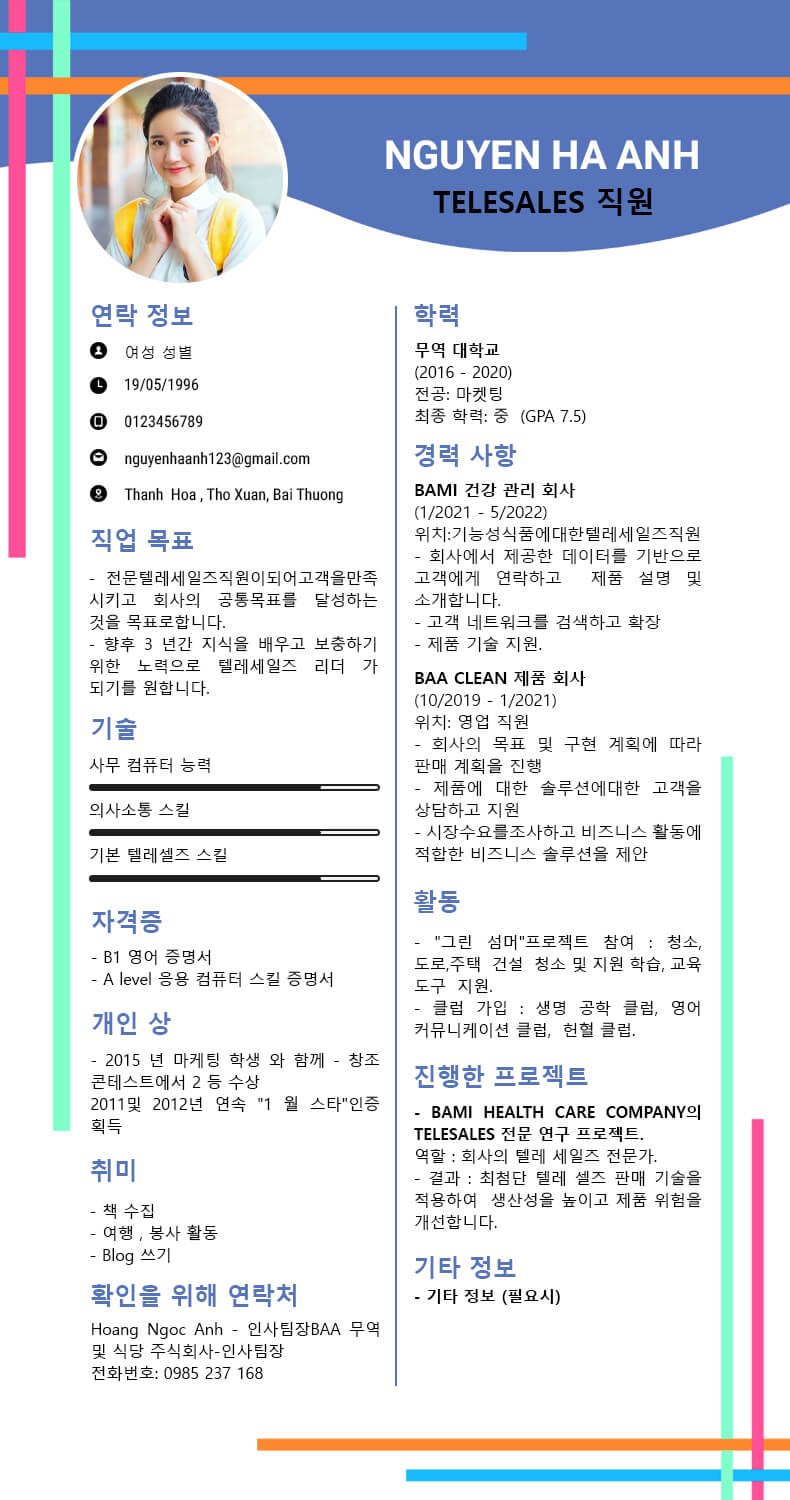 NGUYEN HA ANH
TELESALES 직원
연락 정보
여성 성별
19/05/1996
0123456789
nguyenhaanh123@gmail.com
Thanh Hoa , Tho Xuan, Bai Thuong
직업 목표
- 전문텔레세일즈직원이되어고객을만족
시키고 회사의 공통목표를 달성하는
것을 목표로합니다.
- 향후 3 년간 지식을 배우고 보충하기
위한 노력으로 텔레세일즈 리더 가
되기를 원합니다.
기술
사무 컴퓨터 능력
의사소통 스킬
기본 텔레셀즈 스킬
자격증
- B1 영어 증명서
- A level 응용 컴퓨터 스킬 증명서
개인 상
- 2015 년 마케팅 학생 와 함께 - 창조
콘테스트에서 2 등 수상
2011및 2012년 연속 "1 월 스타"인증
획득
취미
- 책 수집
- 여행 , 봉사 활동
- Blog 쓰기
확인을 위해 연락처
Hoang Ngoc Anh - 인사팀장BAA 무역
및 식당 주식회사-인사팀장
전화번호: 0985 237 168
학력
무역 대학교
(2016 - 2020)
전공: 마켓팅
최종 학력: 중 (GPA 7.5)
경력 사항
BAMI 건강 관리 회사
(1/2021 - 5/2022)
위치:기능성식품에대한텔레세일즈직원
- 회사에서 제공한 데이터를 기반으로
고객에게 연락하고 제품 설명 및
소개합니다.
- 고객 네트워크를 검색하고 확장
- 제품 기술 지원.
BAA CLEAN 제품 회사
(10/2019 - 1/2021)
위치: 영업 직원
- 회사의 목표 및 구현 계획에 따라
판매 계획을 진행
- 제품에 대한 솔루션에대한 고객을
상담하고 지원
- 시장수요를조사하고 비즈니스 활동에
적합한 비즈니스 솔루션을 제안
활동
- "그린 섬머"프로젝트 참여 : 청소,
도로,주택 건설 청소 및 지원 학습, 교육
도구 지원.
- 클럽 가입 : 생명 공학 클럽, 영어
커뮤니케이션 클럽, 헌혈 클럽.
진행한 프로젝트
- BAMI HEALTH CARE COMPANY의
TELESALES 전문 연구 프로젝트.
역할 : 회사의 텔레 세일즈 전문가.
- 결과 : 최첨단 텔레 셀즈 판매 기술을
적용하여 생산성을 높이고 제품 위험을
개선합니다.
기타 정보
- 기타 정보 (필요시)